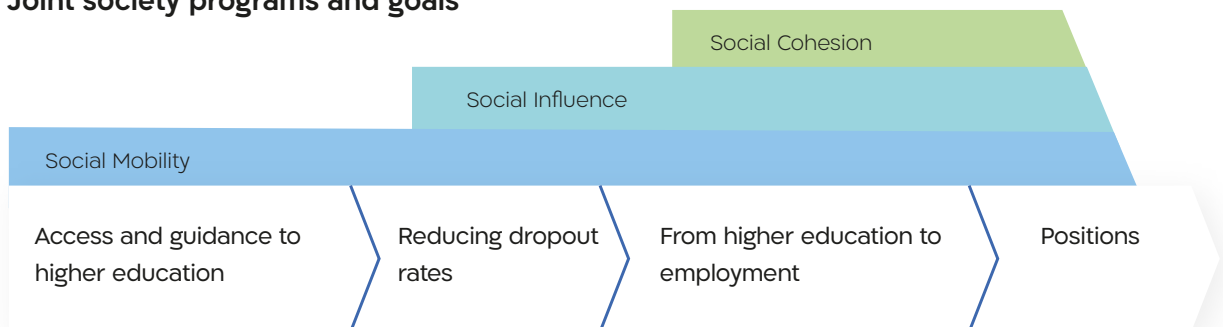 Joint society programs and goals
Social Cohesion
Social Influence
Social Mobility
Access and guidance to
higher education
Reducing dropout
rates
From higher education to
employment
Positions